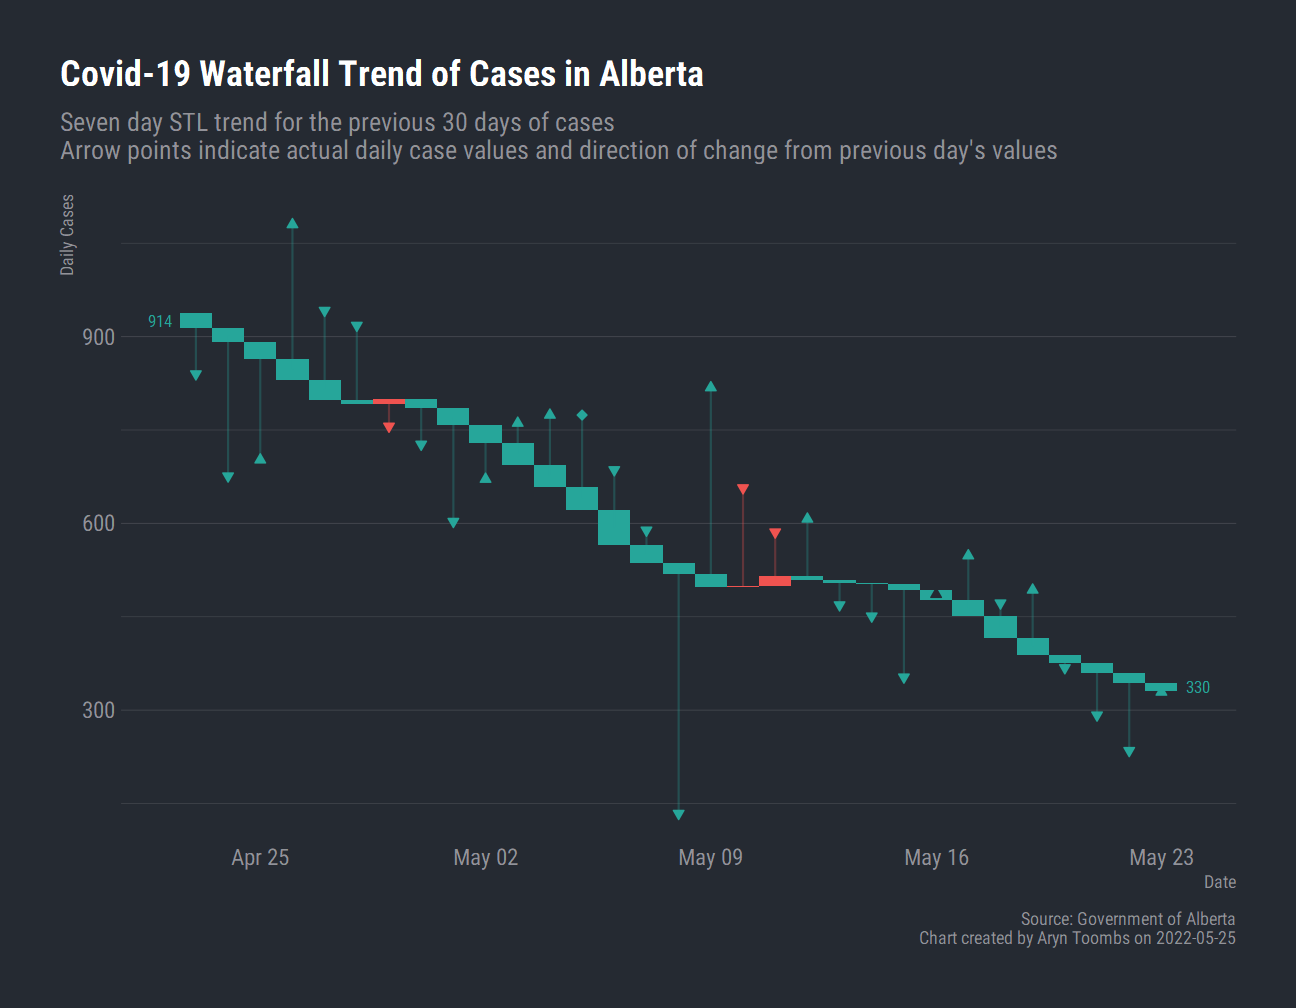 Covid-19 Waterfall Trend of Cases in Alberta
Seven day STL trend for the previous 30 days of cases
Arrow points indicate actual daily case values and direction of change from previous day's values
Daily Cases
914
900
600
300
330
Apr 25
May 02
May 09
May 16
May 23
Date
Source: Government of Alberta
Chart created by Aryn Toombs on 2022-05-25